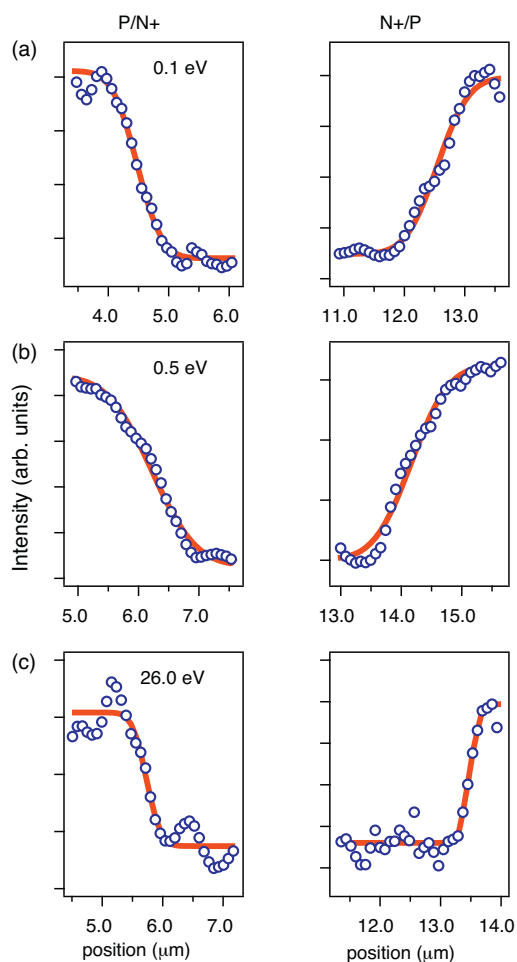 P/N+ N+/P
(a) 0.1 eV
4.0 5.0 6.0 11.0 12.0 13.0
(b) 0.5 eV
Intensity (arb. units)
5.0 6.0 7.0 13.0 14.0 15.0
(c) 26.0 eV
5.0 6.0 7.0 12.0 13.0 14.0
position (μm) position (μm)